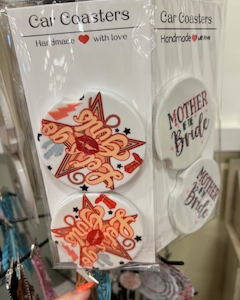 Car Coasters
Handmade with love
Car Coasters
Handmade with love
MOTHER
OF THE
Bride
MOTHER
OF THE
Bride